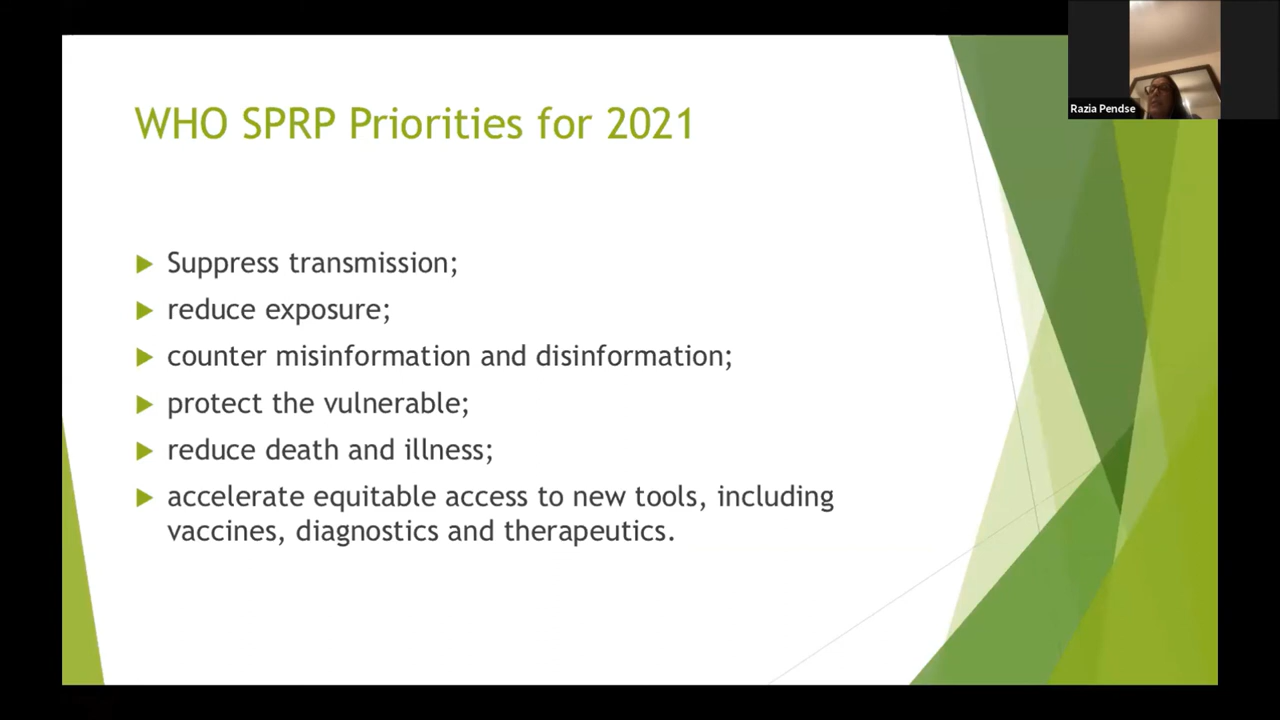 WHO SPRP Priorities for 2021
Razia Pendse
Suppress transmission;
reduce exposure;
counter misinformation and disinformation;
protect the vulnerable;
reduce death and illness;
accelerate equitable access to new tools, including
vaccines, diagnostics and therapeutics.